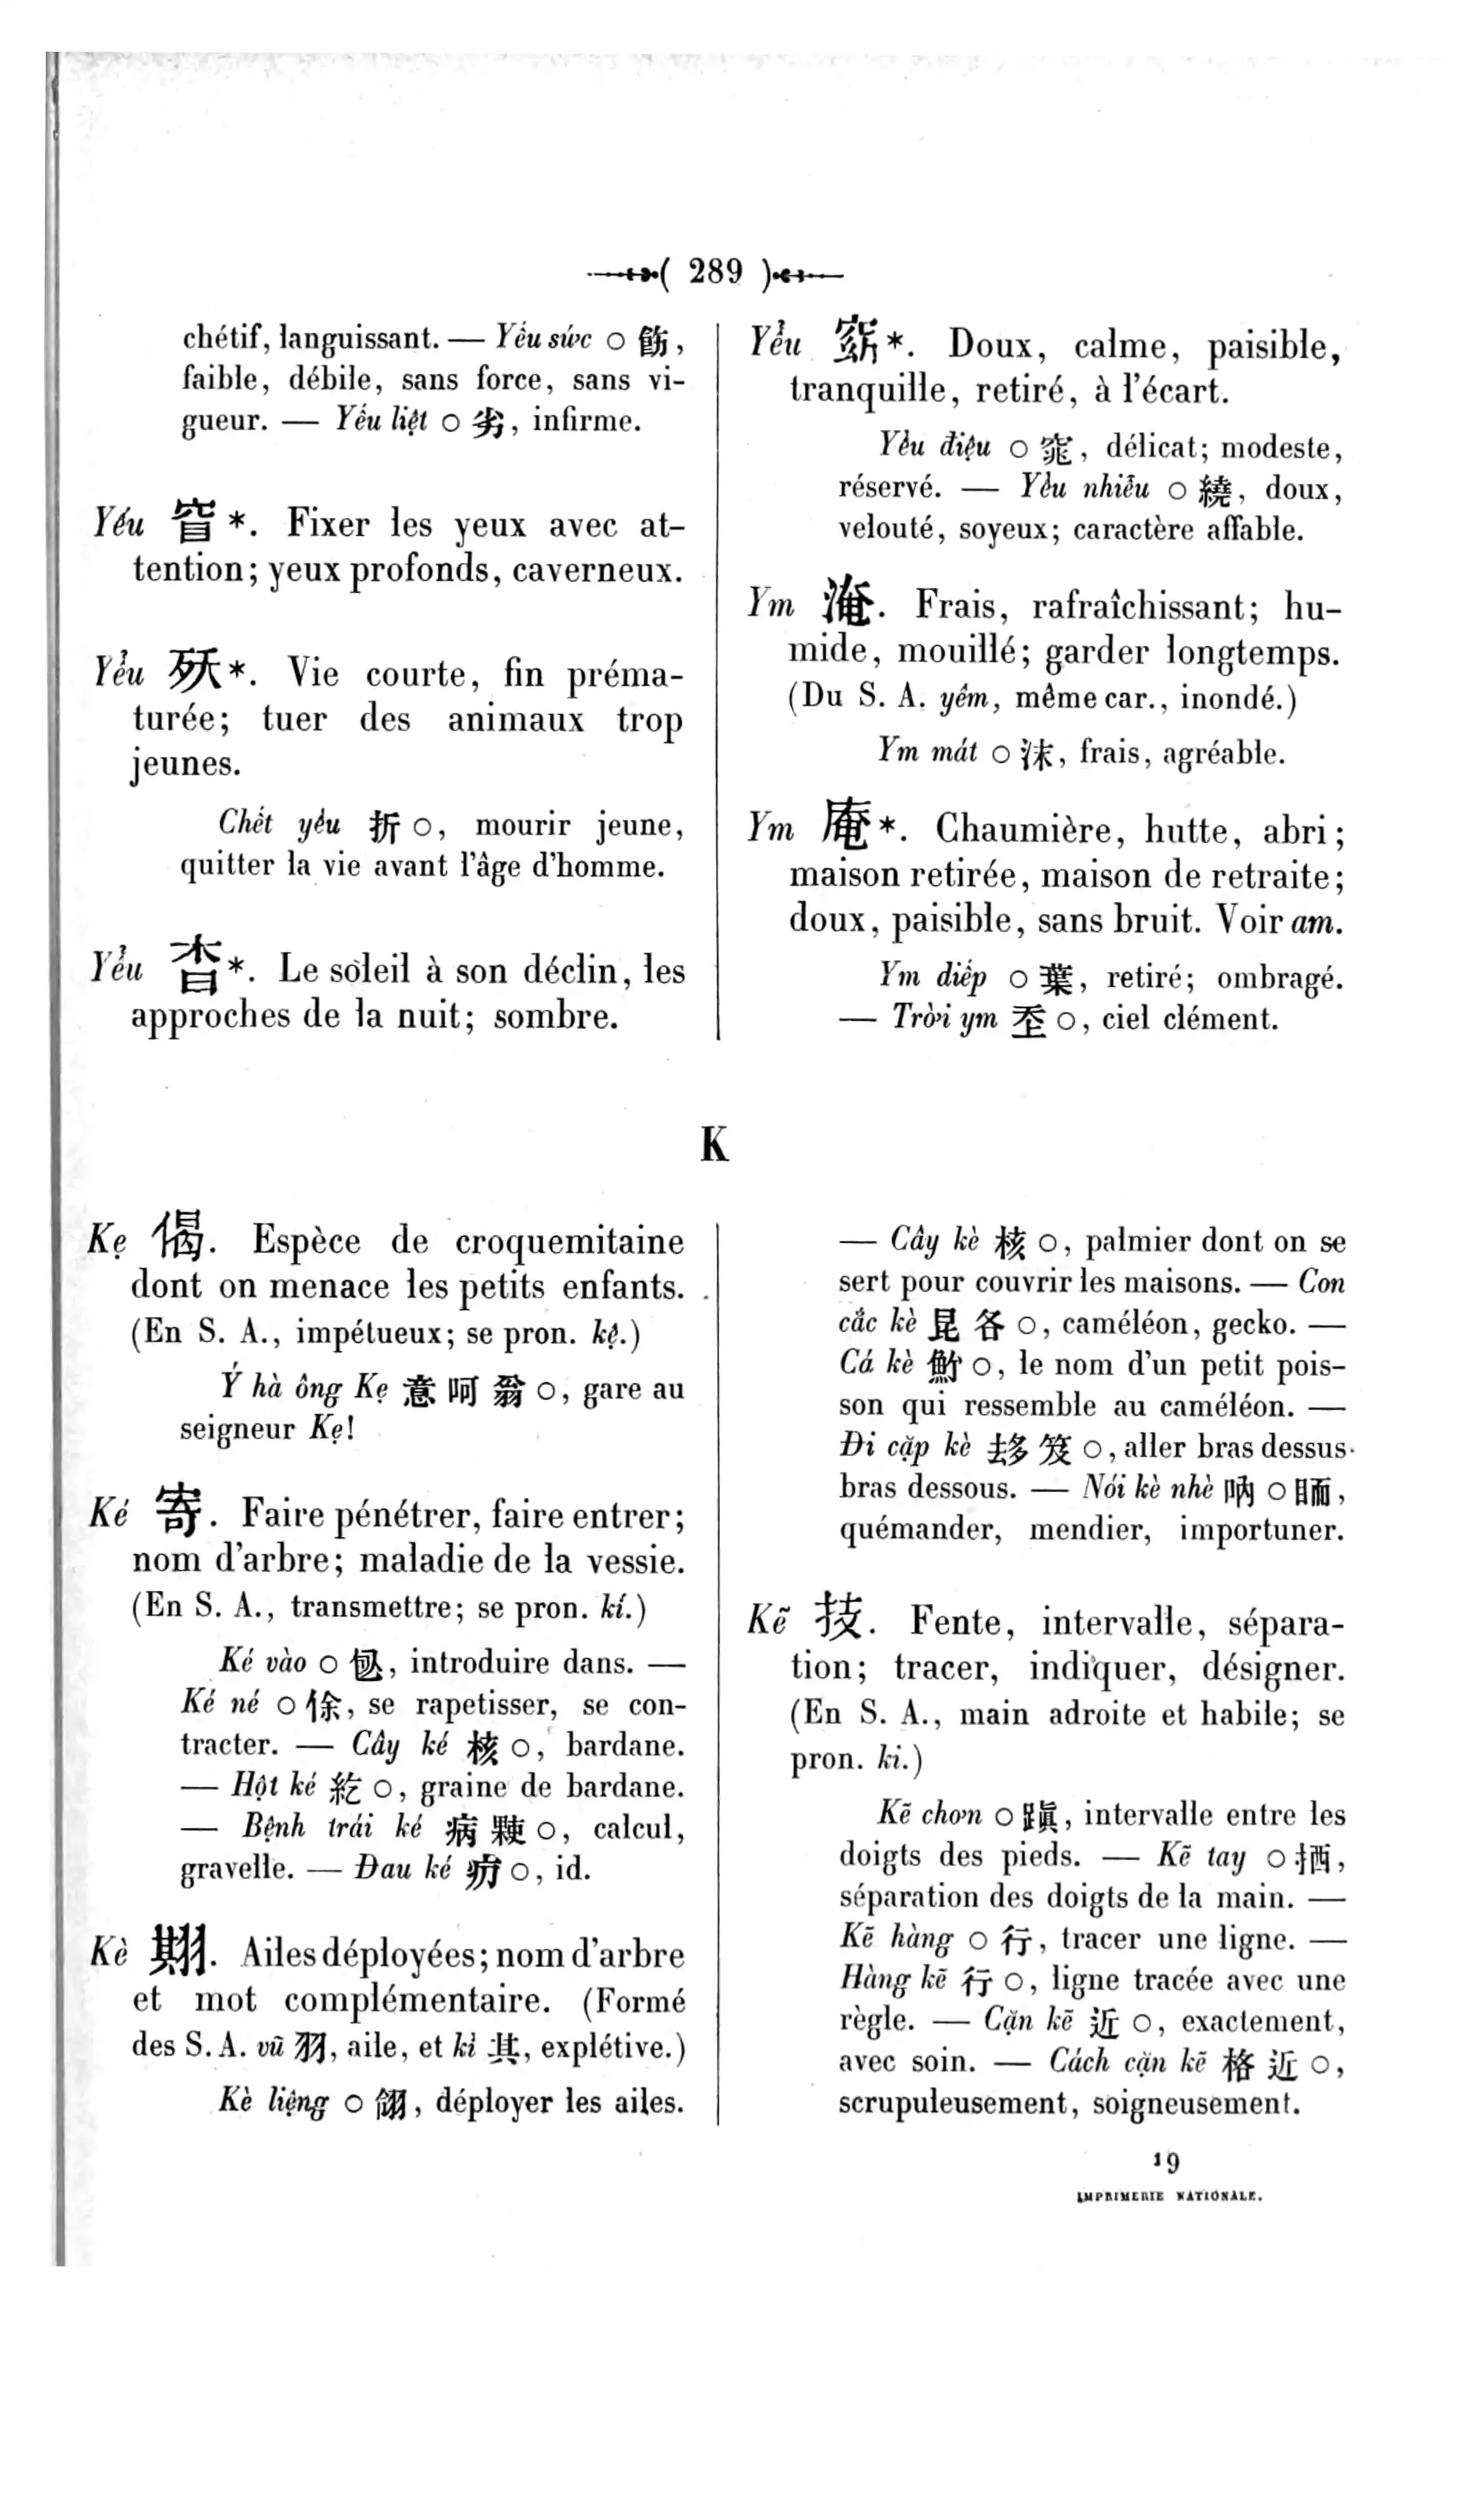 ( 289 )
chétif, languissant. — Yếu sức ○ 飭,
faible, débile, sans force, sans vi-
gueur. — Yếu liệt ○ 劣, infirme.
Yếu 窅 *. Fixer les yeux avec at-
tention; yeux profonds, caverneux.
Yểu 殀 *. Vie courte, fin préma-
turée; tuer des animaux trop
jeunes.
Chết yểu 折 ○, mourir jeune,
quitter la vie avant l'âge d'homme.
Yểu 杳 *. Le soleil à son déclin, les
approches de la nuit; sombre.
Yểu 窈 *. Doux, calme, paisible,
tranquille, retiré, à l'écart.
Yểu điệu ○ 窕, délicat; modeste,
réservé. — Yểu nhiễu ○ 繞, doux,
velouté, soyeux; caractère affable.
Ym 淹. Frais, rafraîchissant; hu-
mide, mouillé; garder longtemps.
(Du S. A. yêm, même car., inondé.)
Ym mát ○ 沫, frais, agréable.
Ym 庵 *. Chaumière, hutte, abri;
maison retirée, maison de retraite;
doux, paisible, sans bruit. Voir am.
Ym diếp ○ 葉, retiré; ombragé.
— Trời ym 𡗶 ○, ciel clément.
K
Kẹ 偈. Espèce de croquemitaine
dont on menace les petits enfants.
(En S. A., impétueux; se pron. kệ.)
Ý hà ông Kẹ 意 呵 翁 ○, gare au
seigneur Kẹ!
Ké 寄. Faire pénétrer, faire entrer;
nom d'arbre; maladie de la vessie.
(En S. A., transmettre; se pron. kí.)
Ké vào ○, introduire dans. —
Ké né ○, se rapetisser, se con-
tracter. — Cây ké 核 ○, bardane.
— Hột ké 紇 ○, graine de bardane.
— Bệnh trái ké 病 ○, calcul,
gravelle. — Đau ké ○, id.
Kè. Ailes déployées; nom d'arbre
et mot complémentaire. (Formé
des S. A. vũ 羽, aile, et kì 其, explétive.)
Kè liệng ○, déployer les ailes.
— Cây kè 核 ○, palmier dont on se
sert pour couvrir les maisons. — Con
cắc kè 昆 各 ○, caméléon, gecko. —
Cá kè ○, le nom d'un petit pois-
son qui ressemble au caméléon. —
Đi cặp kè 𠫾 笈 ○, aller bras dessus
bras dessous. — Nói kè nhè 吶 ○,
quémander, mendier, importuner.
Kẽ 技. Fente, intervalle, sépara-
tion; tracer, indiquer, désigner.
(En S. A., main adroite et habile; se
pron. ki.)
Kẽ chơn ○ 蹎, intervalle entre les
doigts des pieds. — Kẽ tay ○ 拪,
séparation des doigts de la main. —
Kẽ hàng ○ 行, tracer une ligne. —
Hàng kẽ 行 ○, ligne tracée avec une
règle. — Cặn kẽ 近 ○, exactement,
avec soin. — Cách cặn kẽ 格 近 ○,
scrupuleusement, soigneusement.
19
IMPRIMERIE NATIONALE.